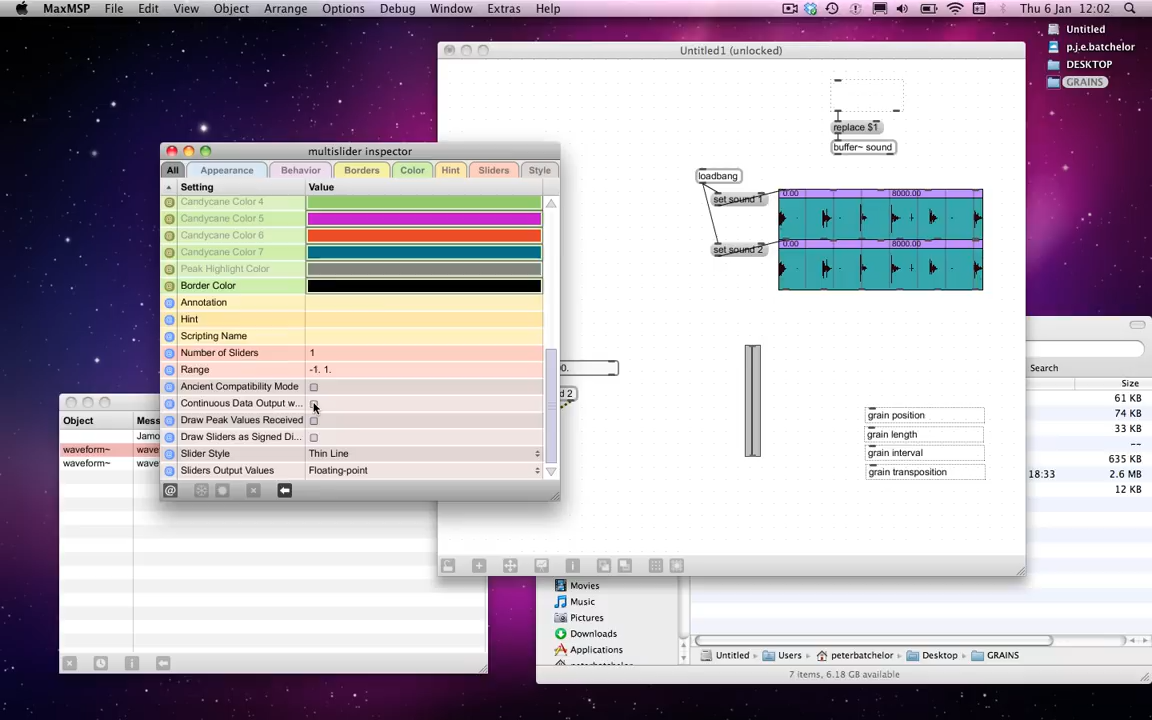 MaxMSP File Edit View Object Arrange Options Debug Window Extras Help Thu 6 Jan 12:02
Untitled
p.j.e.batchelor
DESKTOP
GRAINS
Untitled1 (unlocked)
replace $1
buffer~ sound
loadbang
set sound 1
set sound 2
0.00 8000.00
0.00 8000.00
0.
d 2
grain position
grain length
grain interval
grain transposition
multislider inspector
All Appearance Behavior Borders Color Hint Sliders Style
Setting Value
Candycane Color 4
Candycane Color 5
Candycane Color 6
Candycane Color 7
Peak Highlight Color
Border Color
Annotation
Hint
Scripting Name
Number of Sliders 1
Range -1. 1.
Ancient Compatibility Mode
Continuous Data Output w...
Draw Peak Values Received
Draw Sliders as Signed Di...
Slider Style Thin Line
Sliders Output Values Floating-point
Object Mess
Jamo
waveform~ wave
waveform~ wave
Search
Size
61 KB
74 KB
33 KB
--
635 KB
18:33 2.6 MB
12 KB
Movies
Music
Pictures
Downloads
Applications
peterbatchelor
Untitled Users peterbatchelor Desktop GRAINS
7 items, 6.18 GB available